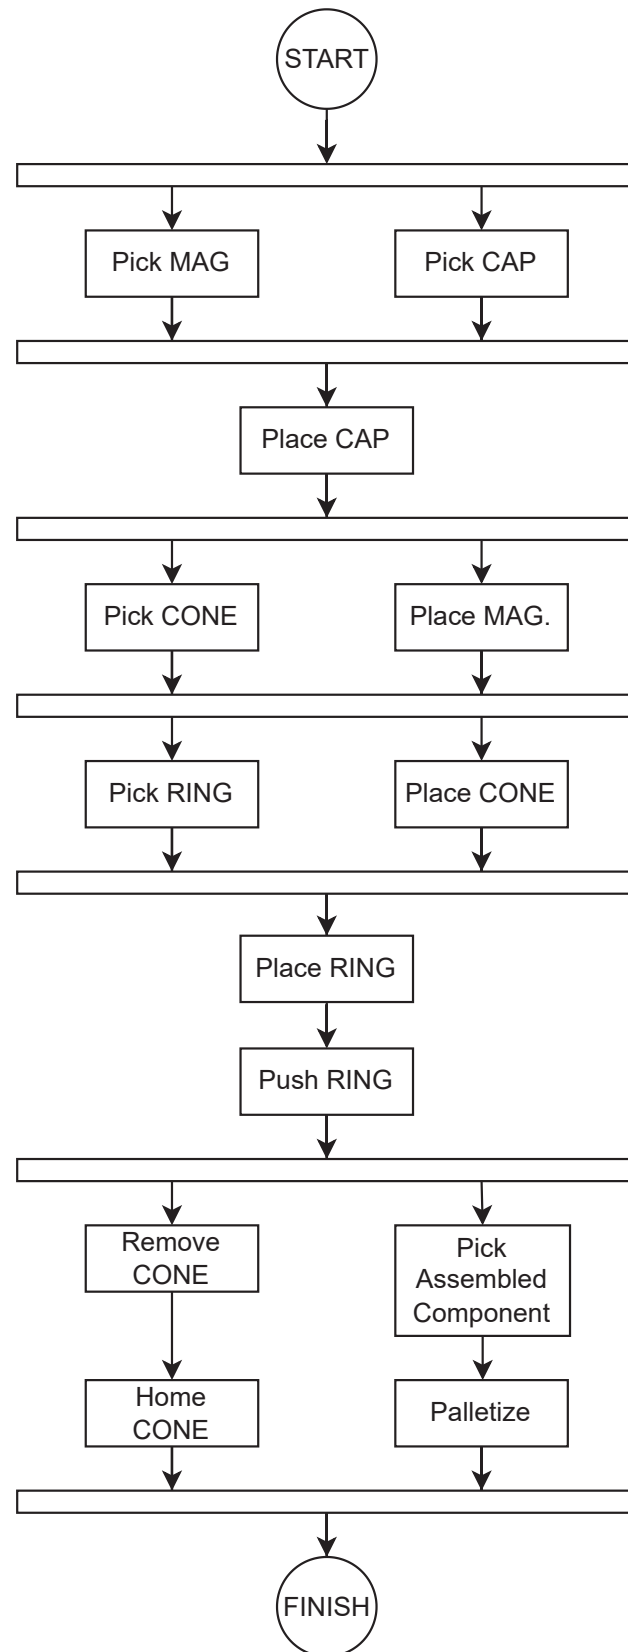 START
Pick MAG
Pick CAP
Place CAP
Pick CONE
Place MAG.
Pick RING
Place CONE
Place RING
Push RING
Remove
CONE
Pick
Assembled
Component
Home
CONE
Palletize
FINISH